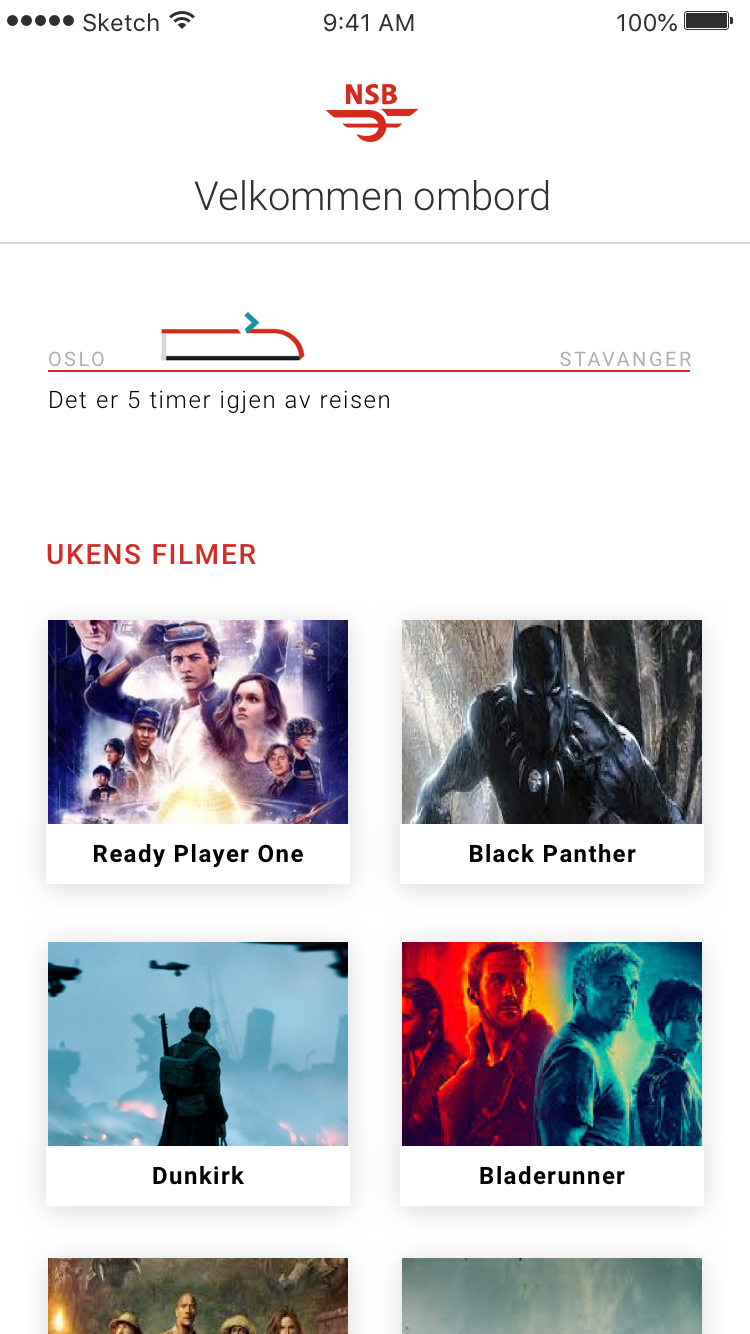 Sketch 9:41 AM 100%
NSB
Velkommen ombord
OSLO STAVANGER
Det er 5 timer igjen av reisen
UKENS FILMER
Ready Player One Black Panther
Dunkirk Bladerunner